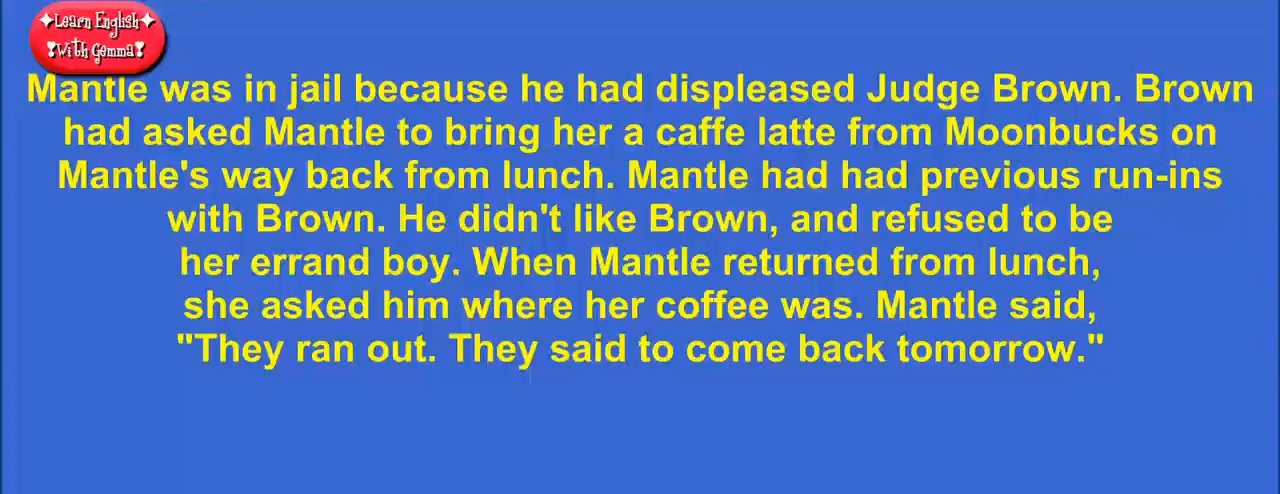 ✦Learn English✦
❣With Gemma❣
Mantle was in jail because he had displeased Judge Brown. Brown
had asked Mantle to bring her a caffe latte from Moonbucks on
Mantle's way back from lunch. Mantle had had previous run-ins
with Brown. He didn't like Brown, and refused to be
her errand boy. When Mantle returned from lunch,
she asked him where her coffee was. Mantle said,
"They ran out. They said to come back tomorrow."